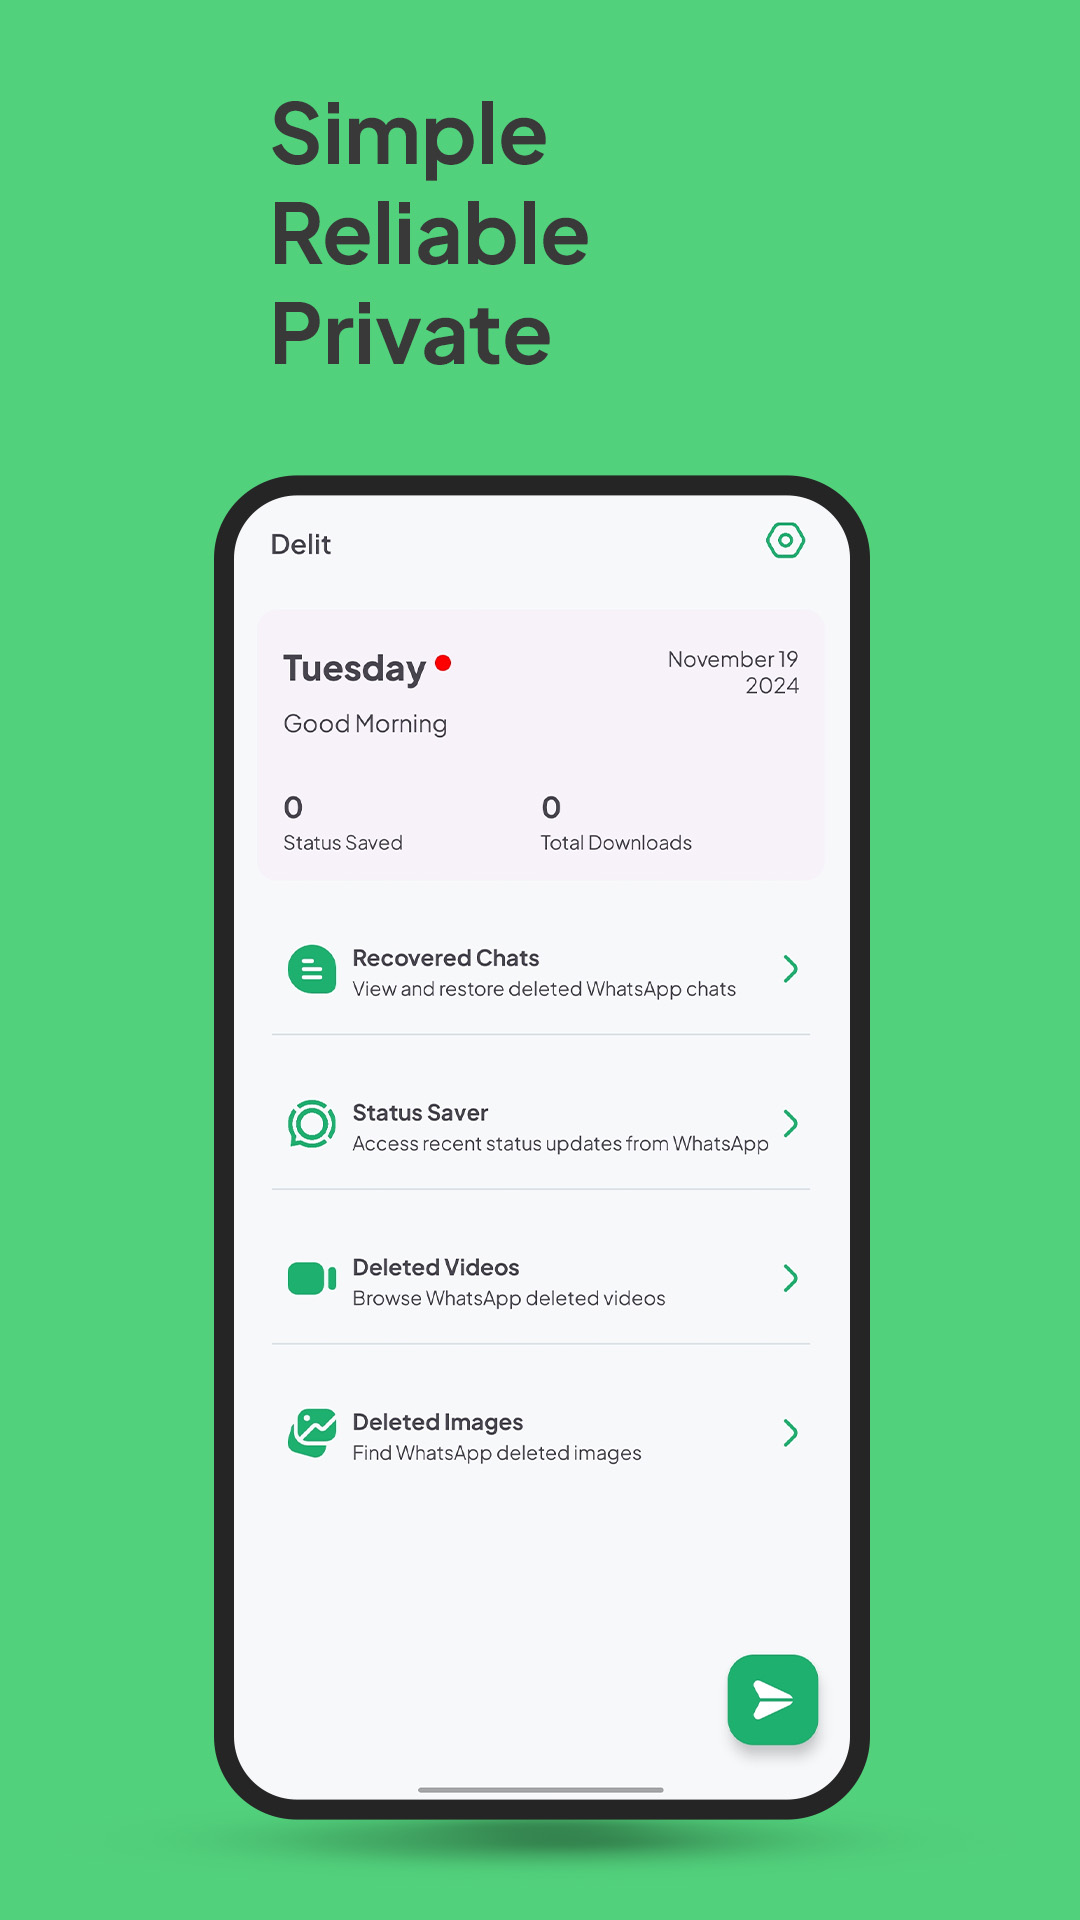 Simple
Reliable
Private
Delit
Tuesday
November 19
2024
Good Morning
0
Status Saved
0
Total Downloads
Recovered Chats
View and restore deleted WhatsApp chats
Status Saver
Access recent status updates from WhatsApp
Deleted Videos
Browse WhatsApp deleted videos
Deleted Images
Find WhatsApp deleted images